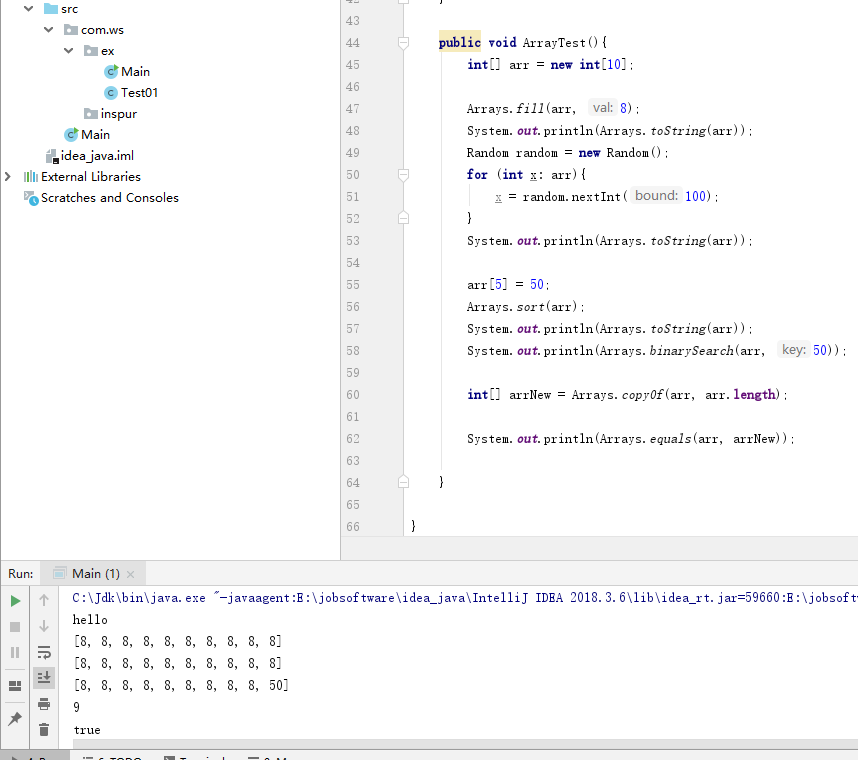 src
com.ws
ex
Main
Test01
inspur
Main
idea_java.iml
External Libraries
Scratches and Consoles
43
44 public void ArrayTest(){
45 int[] arr = new int[10];
46
47 Arrays.fill(arr, val: 8);
48 System.out.println(Arrays.toString(arr));
49 Random random = new Random();
50 for (int x: arr){
51 x = random.nextInt( bound: 100);
52 }
53 System.out.println(Arrays.toString(arr));
54
55 arr[5] = 50;
56 Arrays.sort(arr);
57 System.out.println(Arrays.toString(arr));
58 System.out.println(Arrays.binarySearch(arr, key: 50));
59
60 int[] arrNew = Arrays.copyOf(arr, arr.length);
61
62 System.out.println(Arrays.equals(arr, arrNew));
63
64 }
65
66 }
Run: Main (1) ×
C:\Jdk\bin\java.exe "-javaagent:E:\jobsoftware\idea_java\IntelliJ IDEA 2018.3.6\lib\idea_rt.jar=59660:E:\jobsoftw
hello
[8, 8, 8, 8, 8, 8, 8, 8, 8, 8]
[8, 8, 8, 8, 8, 8, 8, 8, 8, 8]
[8, 8, 8, 8, 8, 8, 8, 8, 8, 50]
9
true